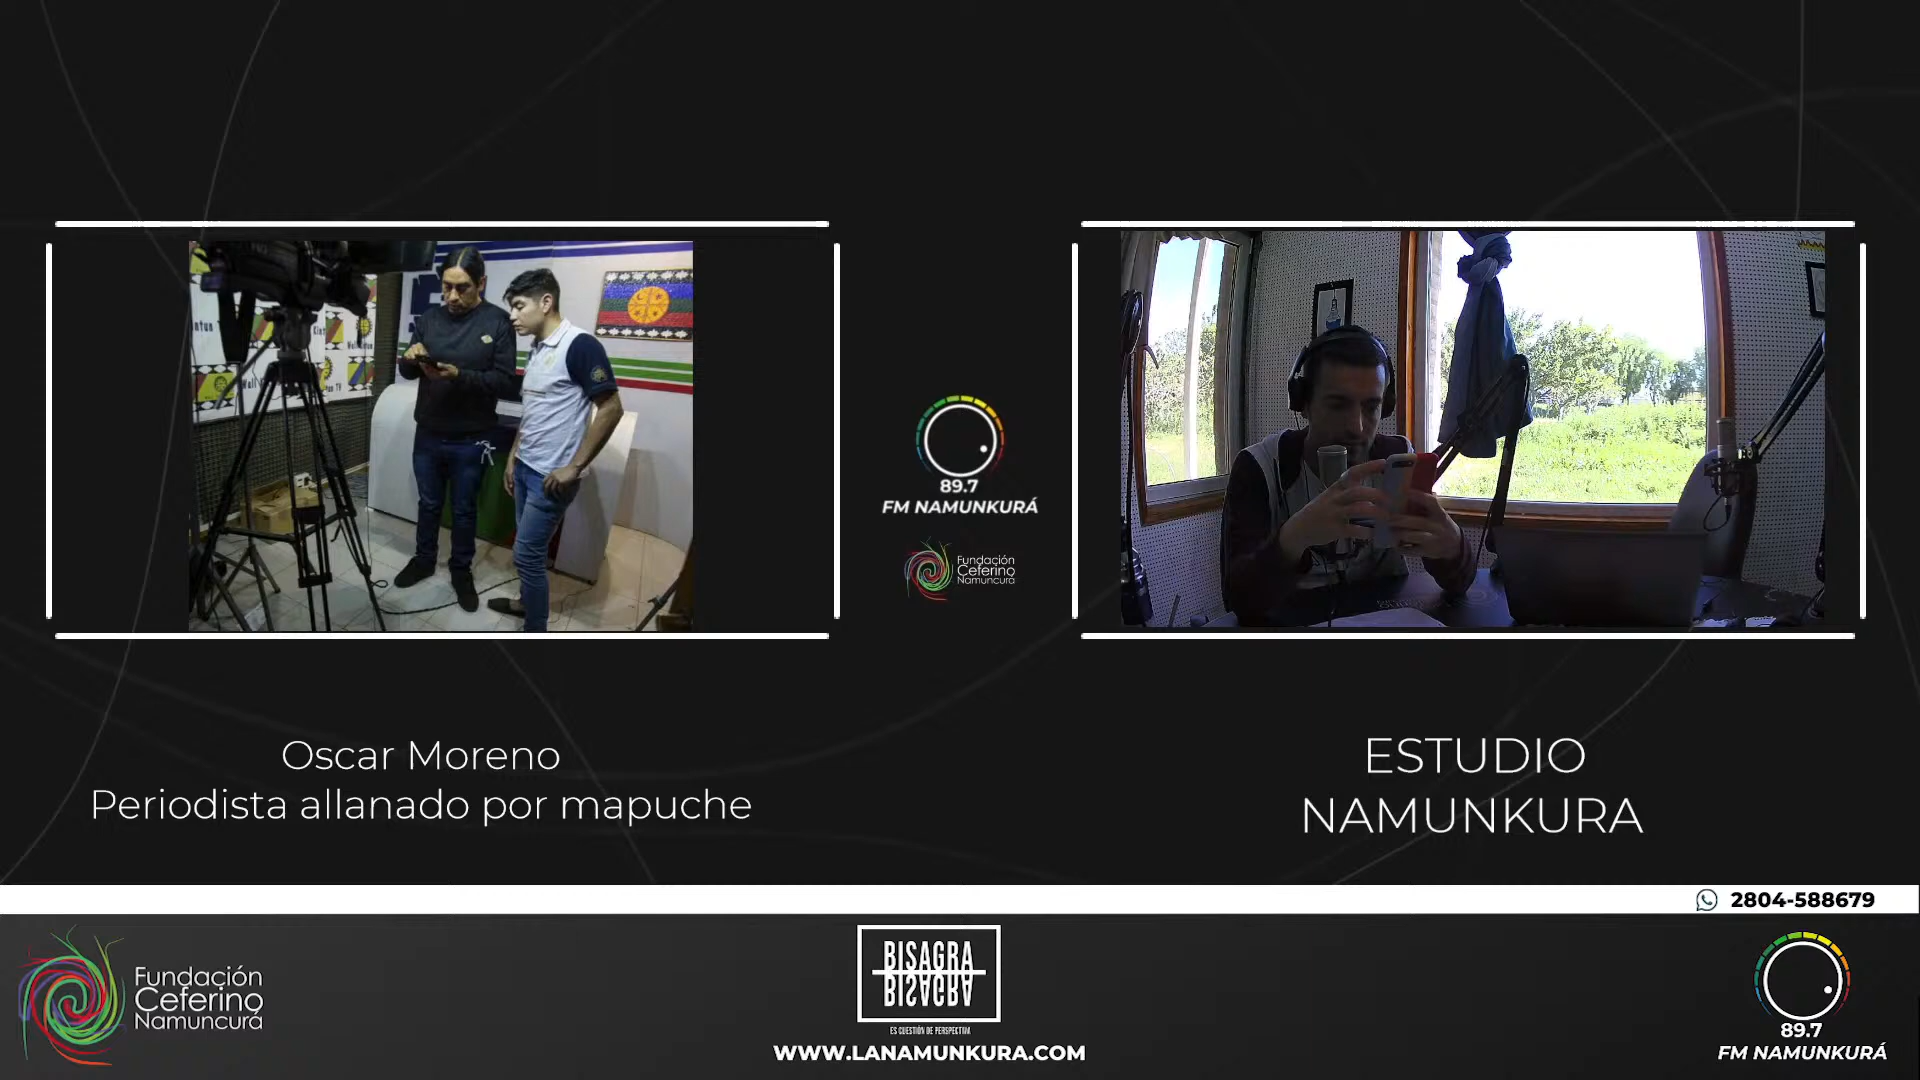 89.7
FM NAMUNKURÁ
Fundación
Ceferino
Namuncurá
Oscar Moreno
Periodista allanado por mapuche
ESTUDIO
NAMUNKURA
2804-588679
Fundación
Ceferino
Namuncurá
BISAGRA
BISAGRA
ES CUESTIÓN DE PERSPECTIVA
WWW.LANAMUNKURA.COM
89.7
FM NAMUNKURÁ